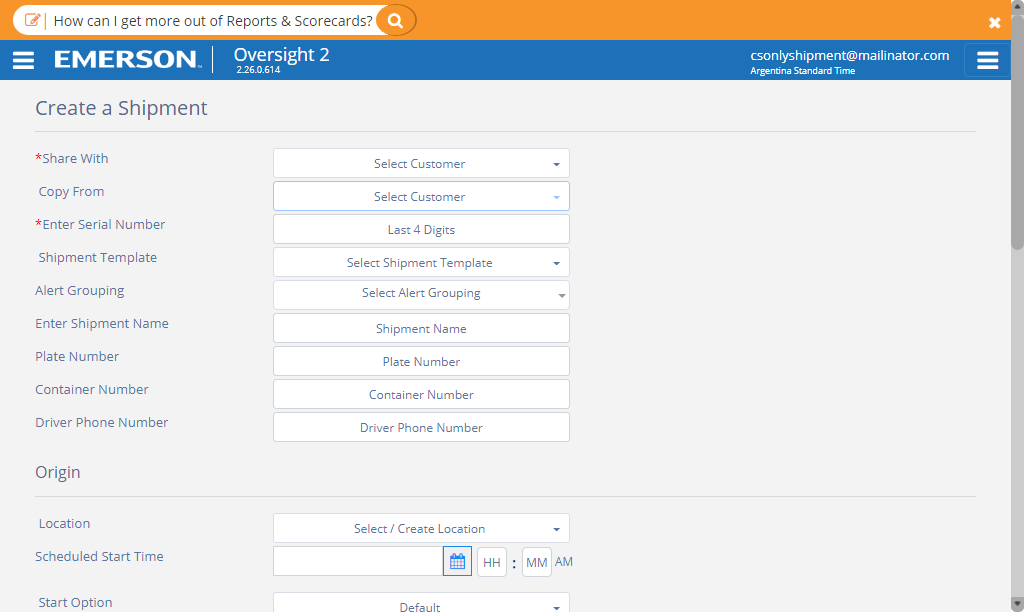 How can I get more out of Reports & Scorecards?
EMERSON™
Oversight 2
2.26.0.614
csonlyshipment@mailinator.com
Argentina Standard Time
Create a Shipment
*Share With
Select Customer
Copy From
Select Customer
*Enter Serial Number
Last 4 Digits
Shipment Template
Select Shipment Template
Alert Grouping
Select Alert Grouping
Enter Shipment Name
Shipment Name
Plate Number
Plate Number
Container Number
Container Number
Driver Phone Number
Driver Phone Number
Origin
Location
Select / Create Location
Scheduled Start Time
HH : MM AM
Start Option
Default